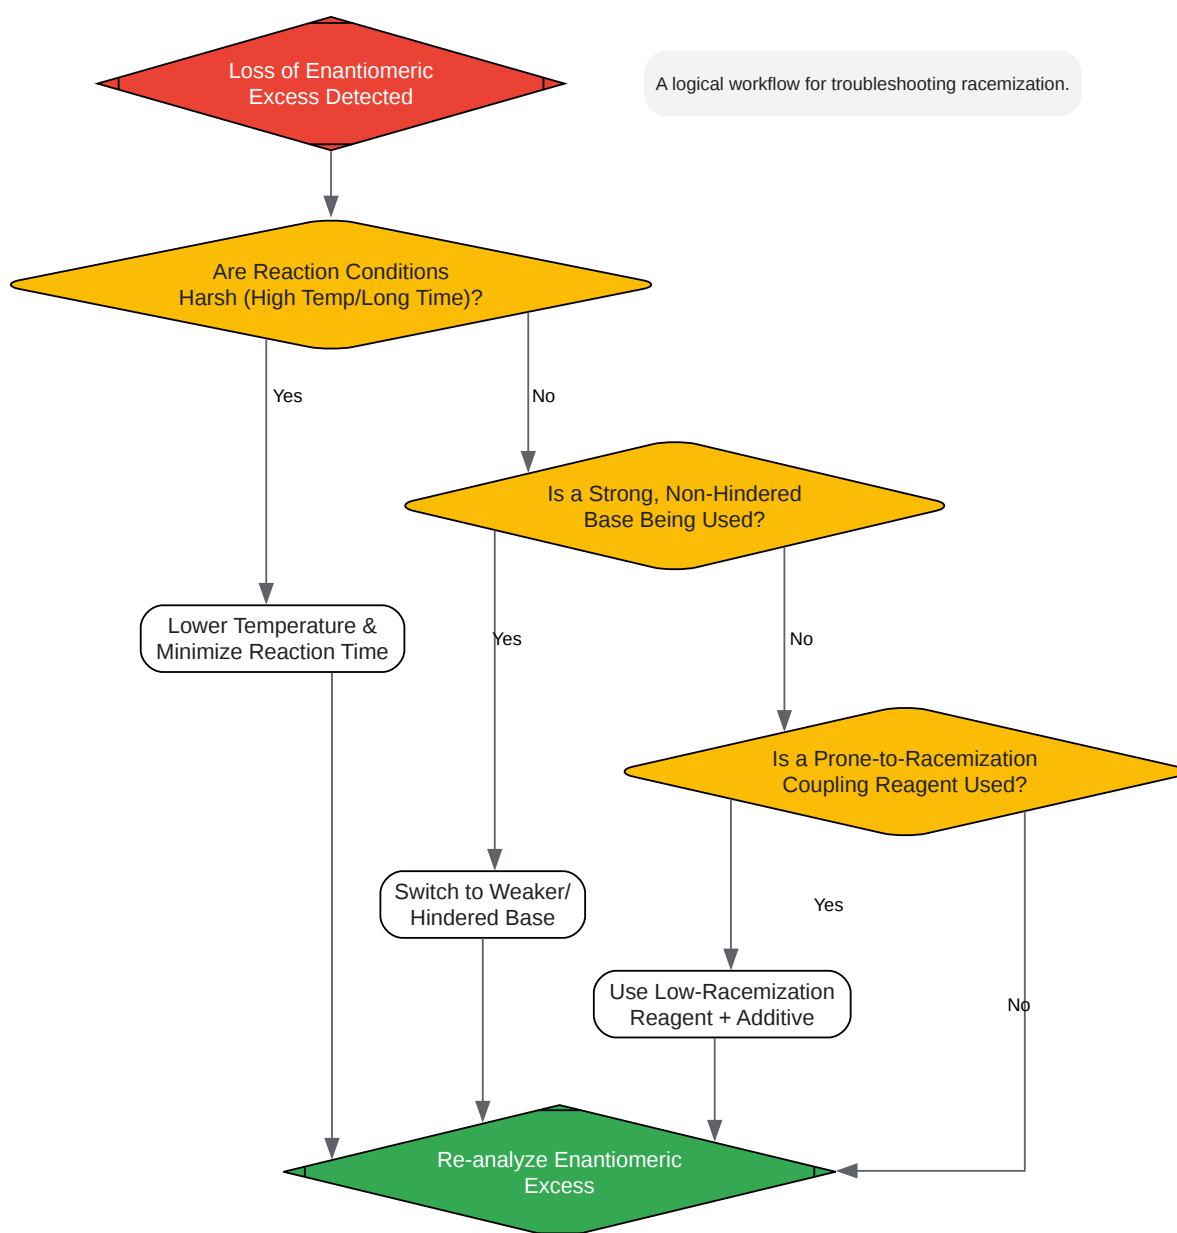 Loss of Enantiomeric
Excess Detected
A logical workflow for troubleshooting racemization.
Are Reaction Conditions
Harsh (High Temp/Long Time)?
Yes
No
Is a Strong, Non-Hindered
Base Being Used?
Lower Temperature &
Minimize Reaction Time
Yes
No
Is a Prone-to-Racemization
Coupling Reagent Used?
Switch to Weaker/
Hindered Base
Yes
Use Low-Racemization
Reagent + Additive
No
Re-analyze Enantiomeric
Excess